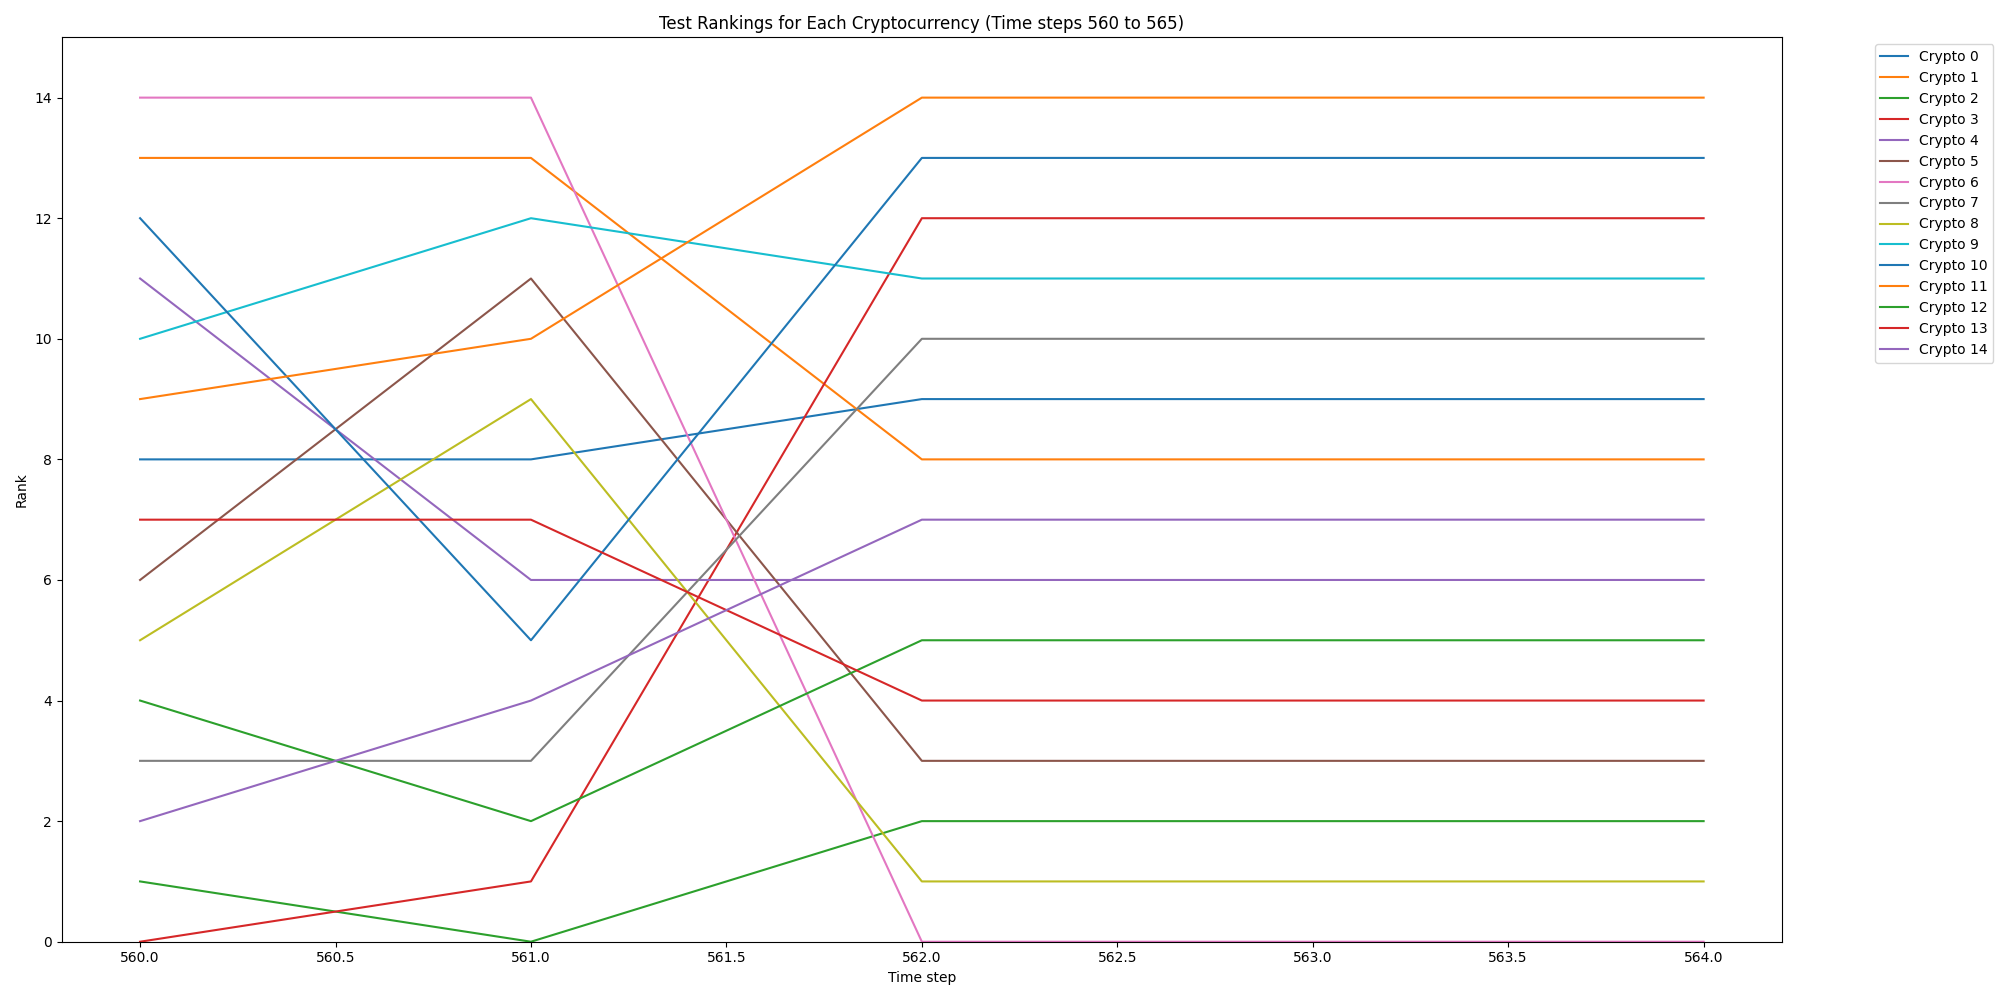 Test Rankings for Each Cryptocurrency (Time steps 560 to 565)
Rank
14
12
10
8
6
4
2
0
560.0 560.5 561.0 561.5 562.0 562.5 563.0 563.5 564.0
Time step
Crypto 0
Crypto 1
Crypto 2
Crypto 3
Crypto 4
Crypto 5
Crypto 6
Crypto 7
Crypto 8
Crypto 9
Crypto 10
Crypto 11
Crypto 12
Crypto 13
Crypto 14